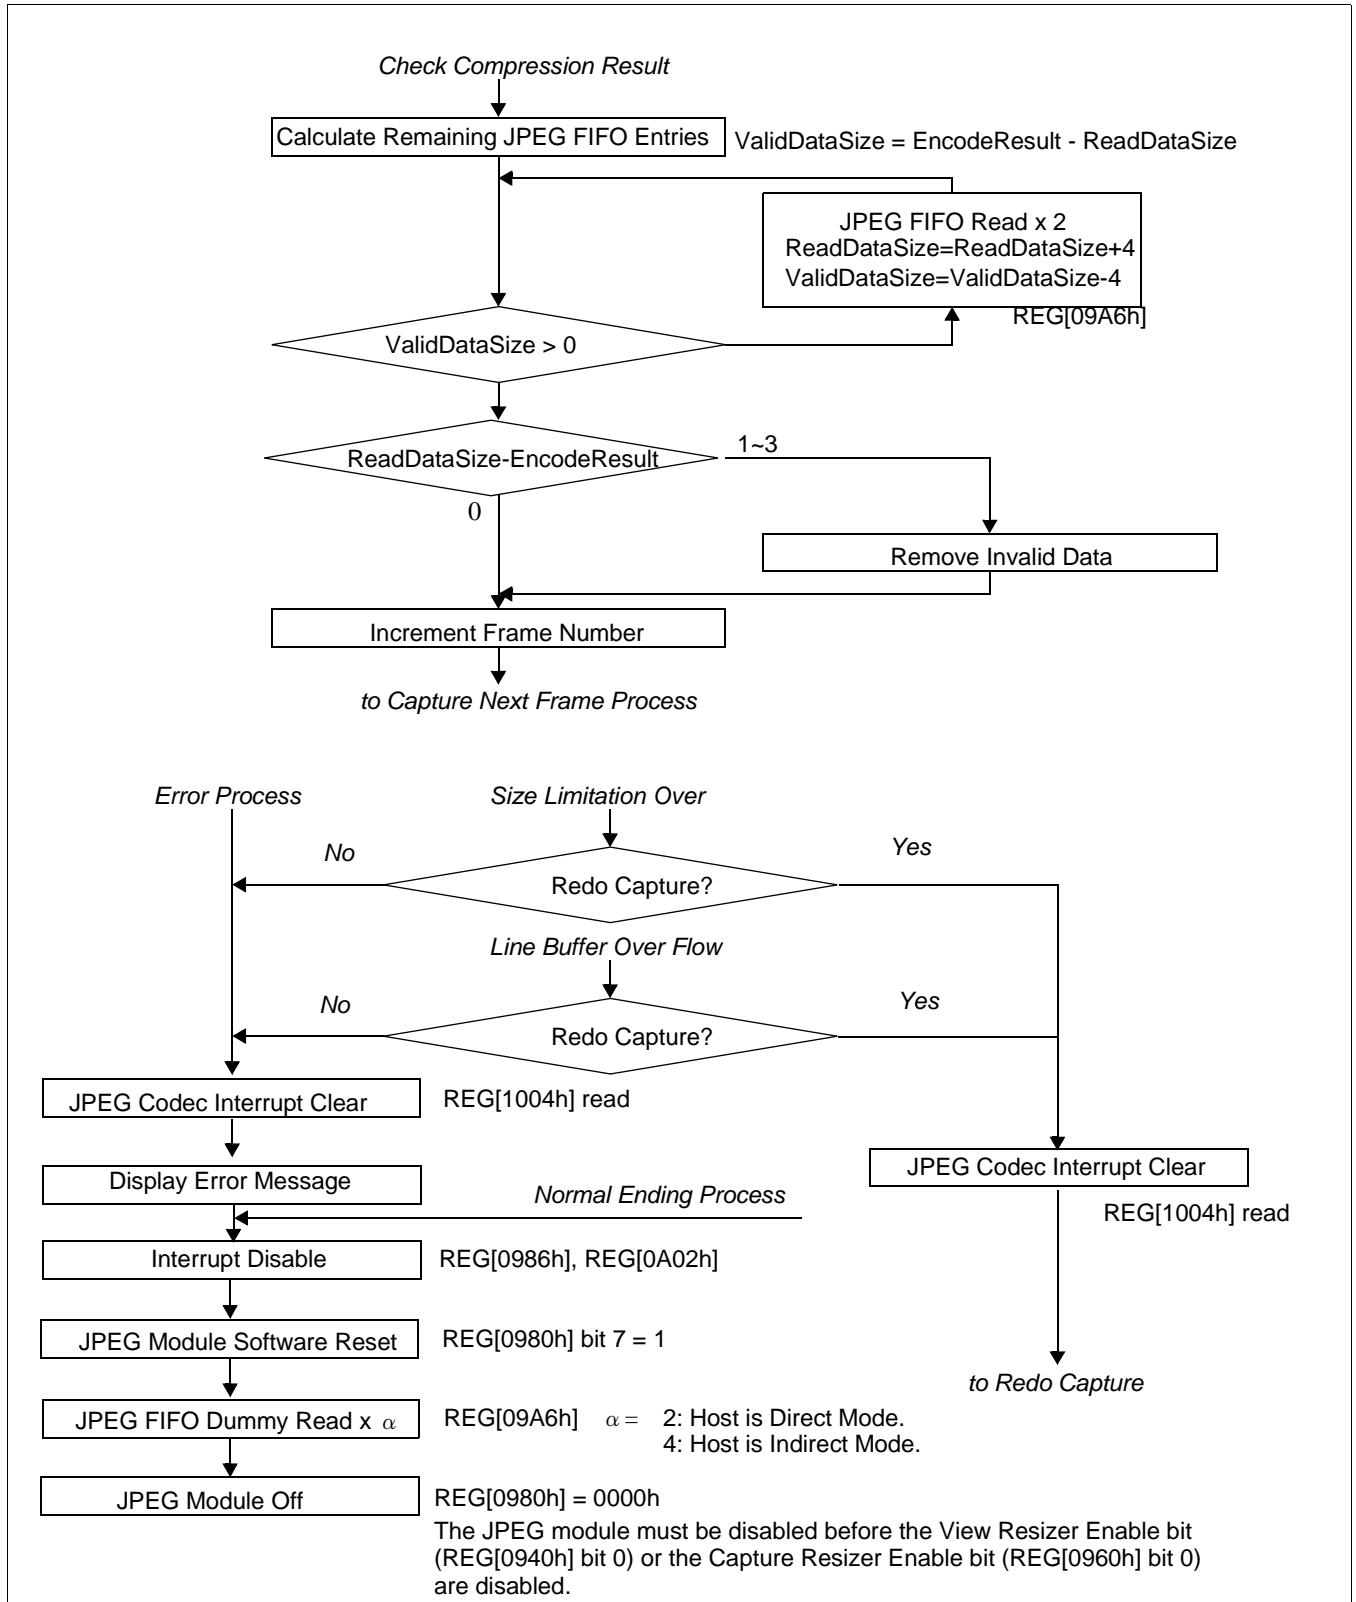 Check Compression Result
Calculate Remaining JPEG FIFO Entries
ValidDataSize = EncodeResult - ReadDataSize
JPEG FIFO Read x 2
ReadDataSize=ReadDataSize+4
ValidDataSize=ValidDataSize-4
REG[09A6h]
ValidDataSize > 0
ReadDataSize-EncodeResult
1~3
0
Remove Invalid Data
Increment Frame Number
to Capture Next Frame Process
Error Process
Size Limitation Over
No
Yes
Redo Capture?
Line Buffer Over Flow
No
Yes
Redo Capture?
JPEG Codec Interrupt Clear
REG[1004h] read
JPEG Codec Interrupt Clear
REG[1004h] read
Display Error Message
Normal Ending Process
Interrupt Disable
REG[0986h], REG[0A02h]
JPEG Module Software Reset
REG[0980h] bit 7 = 1
to Redo Capture
JPEG FIFO Dummy Read x α
REG[09A6h] α = 2: Host is Direct Mode.
4: Host is Indirect Mode.
JPEG Module Off
REG[0980h] = 0000h
The JPEG module must be disabled before the View Resizer Enable bit
(REG[0940h] bit 0) or the Capture Resizer Enable bit (REG[0960h] bit 0)
are disabled.